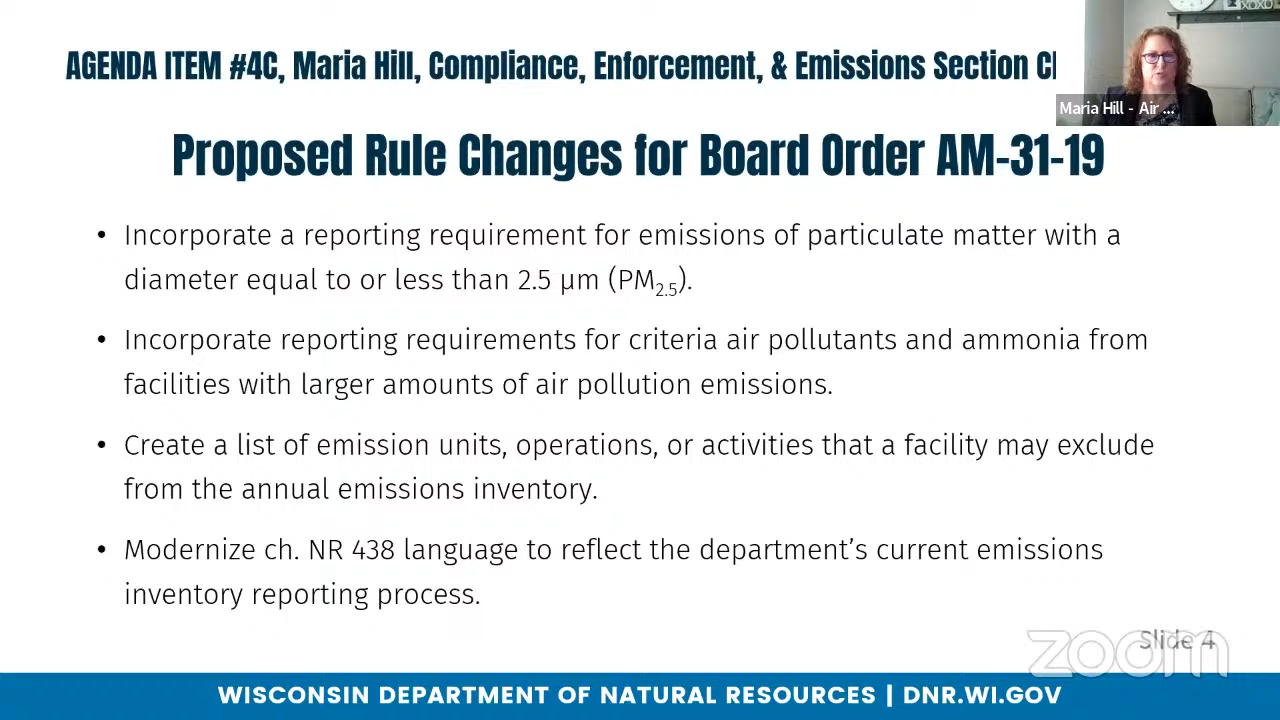 AGENDA ITEM #4C, Maria Hill, Compliance, Enforcement, & Emissions Section
XOXO
Maria Hill - Air ...
Proposed Rule Changes for Board Order AM-31-19
• Incorporate a reporting requirement for emissions of particulate matter with a
diameter equal to or less than 2.5 µm (PM2.5).
• Incorporate reporting requirements for criteria air pollutants and ammonia from
facilities with larger amounts of air pollution emissions.
• Create a list of emission units, operations, or activities that a facility may exclude
from the annual emissions inventory.
• Modernize ch. NR 438 language to reflect the department’s current emissions
inventory reporting process.
Slide 4
zoom
WISCONSIN DEPARTMENT OF NATURAL RESOURCES | DNR.WI.GOV